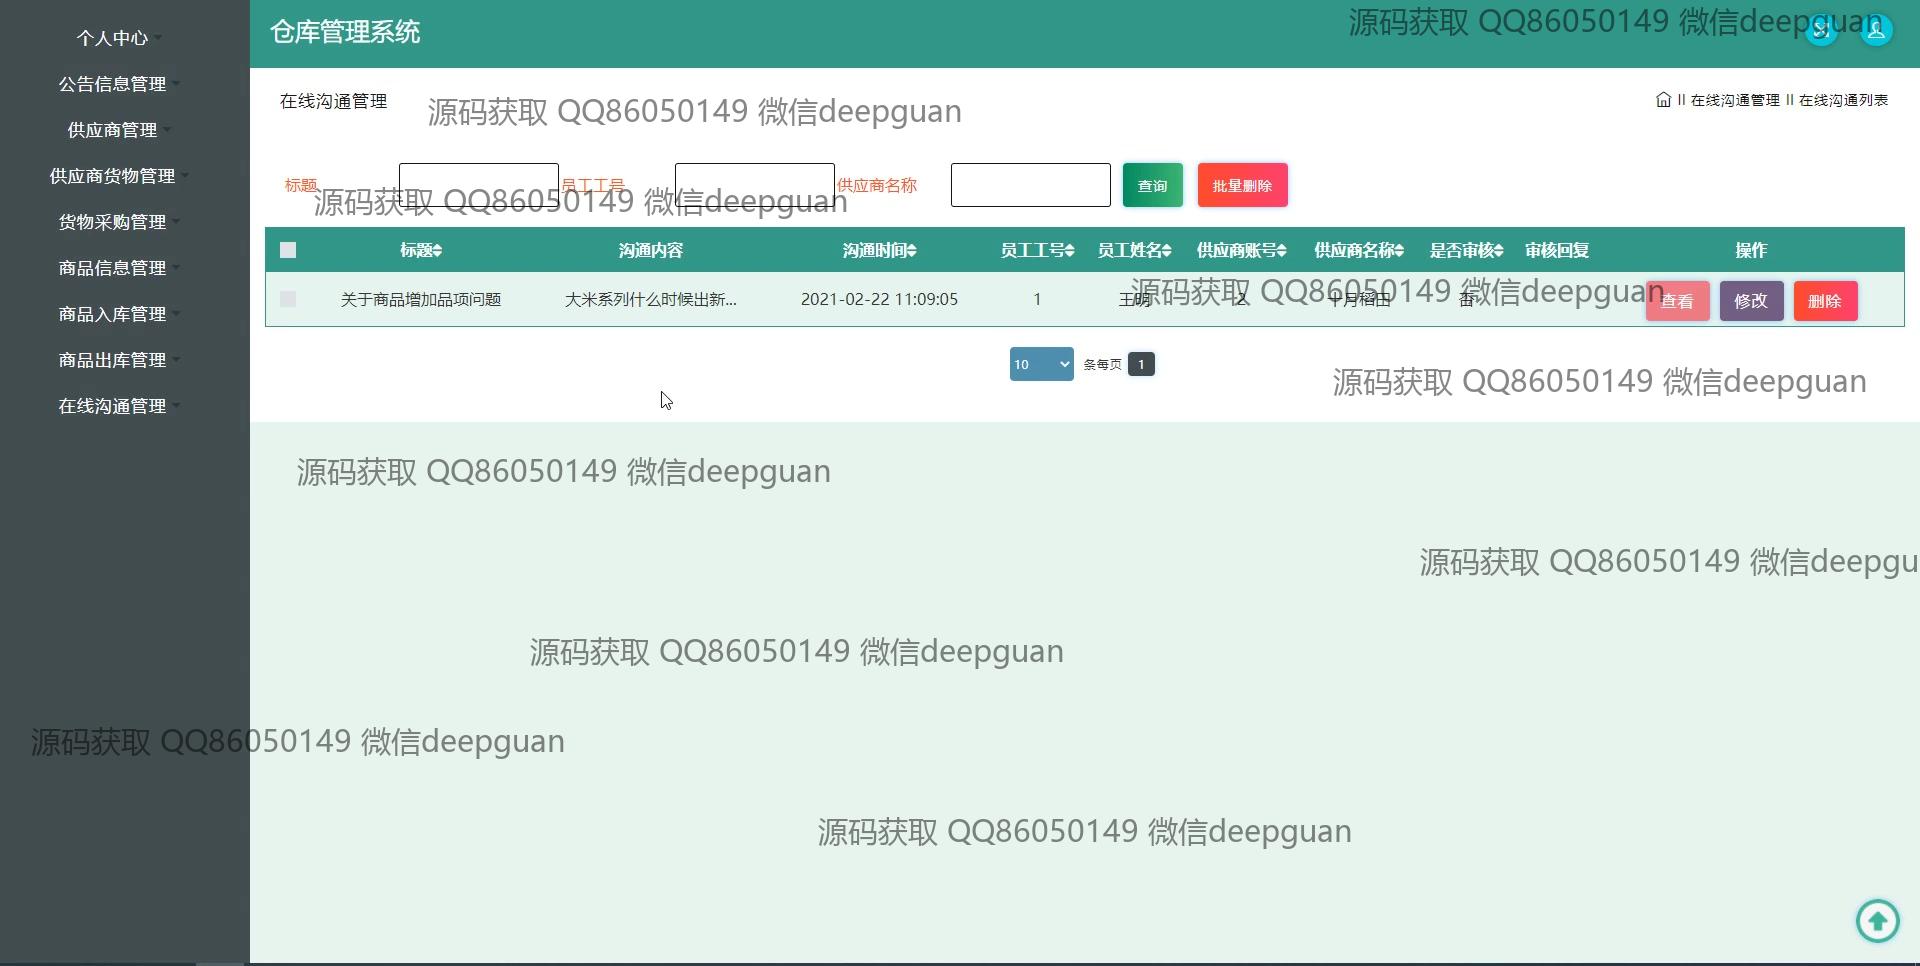 个人中心
公告信息管理
供应商管理
供应商货物管理
货物采购管理
商品信息管理
商品入库管理
商品出库管理
在线沟通管理
仓库管理系统
源码获取 QQ86050149 微信deepguan
在线沟通管理
源码获取 QQ86050149 微信deepguan
|| 在线沟通管理 || 在线沟通列表
标题 员工工号 供应商名称 查询 批量删除
源码获取 QQ86050149 微信deepguan
标题 沟通内容 沟通时间 员工工号 员工姓名 供应商账号 供应商名称 是否审核 审核回复 操作
关于商品增加品项问题 大米系列什么时候出新... 2021-02-22 11:09:05 1 王明 2 十月稻田 否 查看 修改 删除
源码获取 QQ86050149 微信deepguan
10 条每页 1
源码获取 QQ86050149 微信deepguan
源码获取 QQ86050149 微信deepguan
源码获取 QQ86050149 微信deepgu
源码获取 QQ86050149 微信deepguan
源码获取 QQ86050149 微信deepguan
源码获取 QQ86050149 微信deepguan